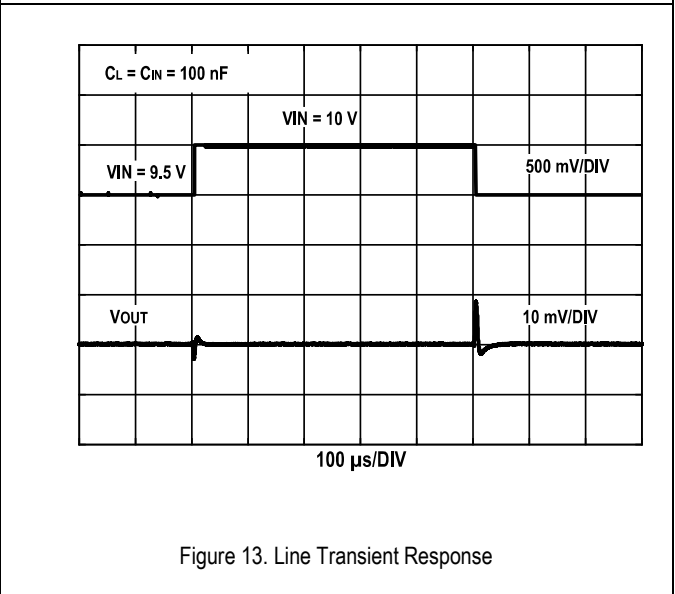 CL = CIN = 100 nF
VIN = 10 V
VIN = 9.5 V
500 mV/DIV
VOUT
10 mV/DIV
100 µs/DIV
Figure 13. Line Transient Response